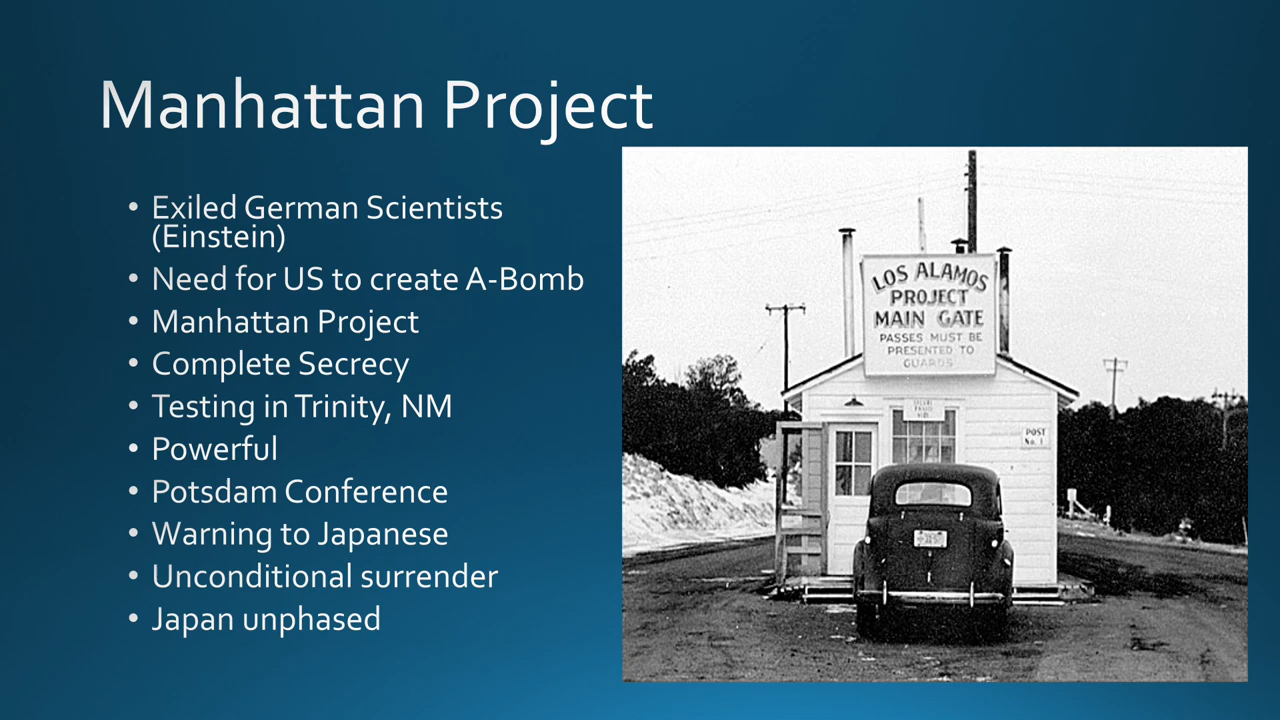 Manhattan Project
• Exiled German Scientists
(Einstein)
• Need for US to create A-Bomb
• Manhattan Project
• Complete Secrecy
• Testing in Trinity, NM
• Powerful
• Potsdam Conference
• Warning to Japanese
• Unconditional surrender
• Japan unphased
LOS ALAMOS
PROJECT
MAIN GATE
PASSES MUST BE
PRESENTED TO
GUARDS
POST
No. 1